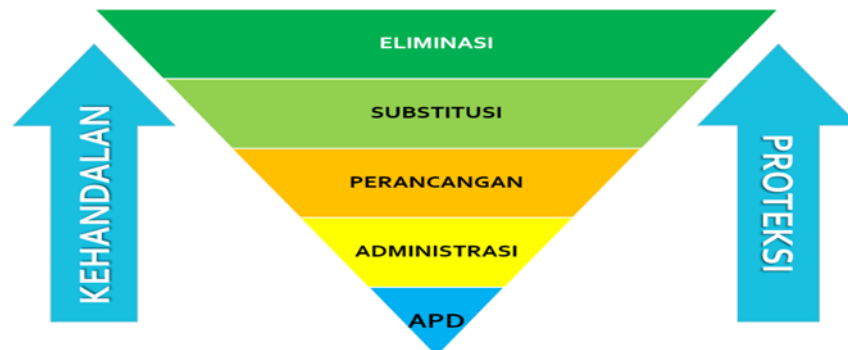 ELIMINASI
SUBSTITUSI
PERANCANGAN
ADMINISTRASI
APD
KEHANDALAN
PROTEKSI